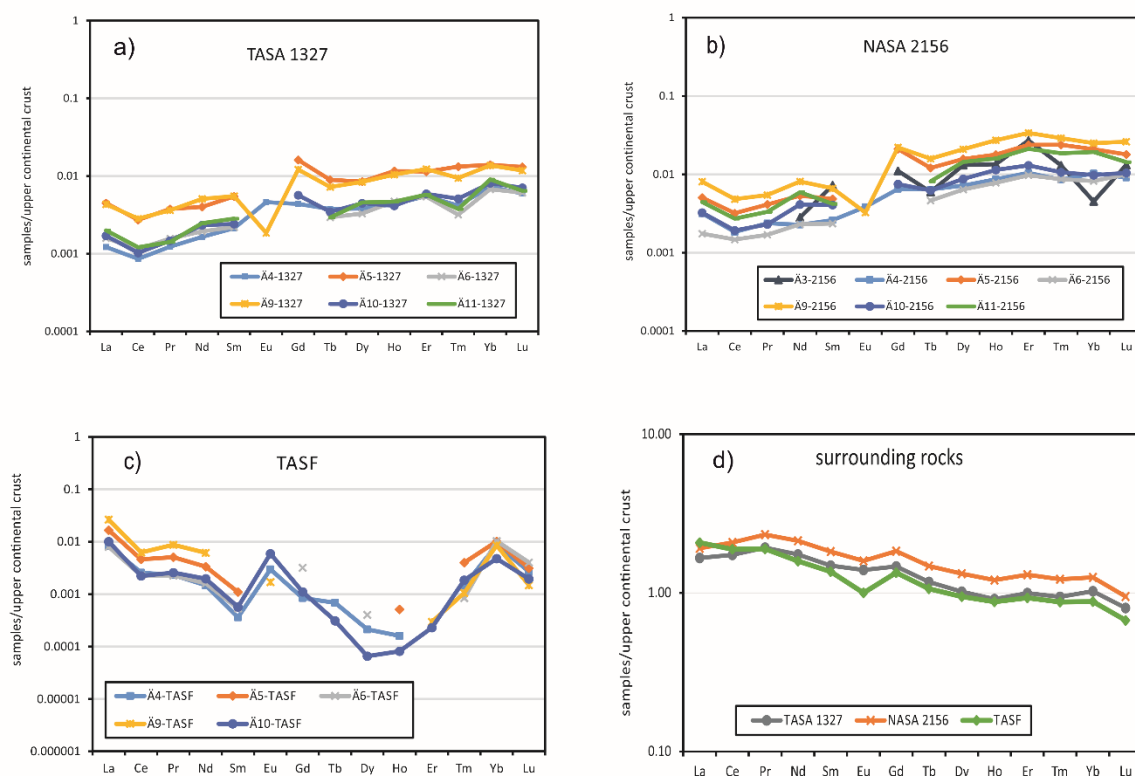 a)
TASA 1327
samples/upper continental crust
1
0.1
0.01
0.001
0.0001
La Ce Pr Nd Sm Eu Gd Tb Dy Ho Er Tm Yb Lu
Ä4-1327 Ä5-1327 Ä6-1327
Ä9-1327 Ä10-1327 Ä11-1327
b)
NASA 2156
samples/upper continental crust
1
0.1
0.01
0.001
0.0001
La Ce Pr Nd Sm Eu Gd Tb Dy Ho Er Tm Yb Lu
Ä3-2156 Ä4-2156 Ä5-2156 Ä6-2156
Ä9-2156 Ä10-2156 Ä11-2156
c)
TASF
samples/upper continental crust
1
0.1
0.01
0.001
0.0001
0.00001
0.000001
La Ce Pr Nd Sm Eu Gd Tb Dy Ho Er Tm Yb Lu
Ä4-TASF Ä5-TASF Ä6-TASF
Ä9-TASF Ä10-TASF
d)
surrounding rocks
samples/upper continental crust
10.00
1.00
0.10
La Ce Pr Nd Sm Eu Gd Tb Dy Ho Er Tm Yb Lu
TASA 1327 NASA 2156 TASF